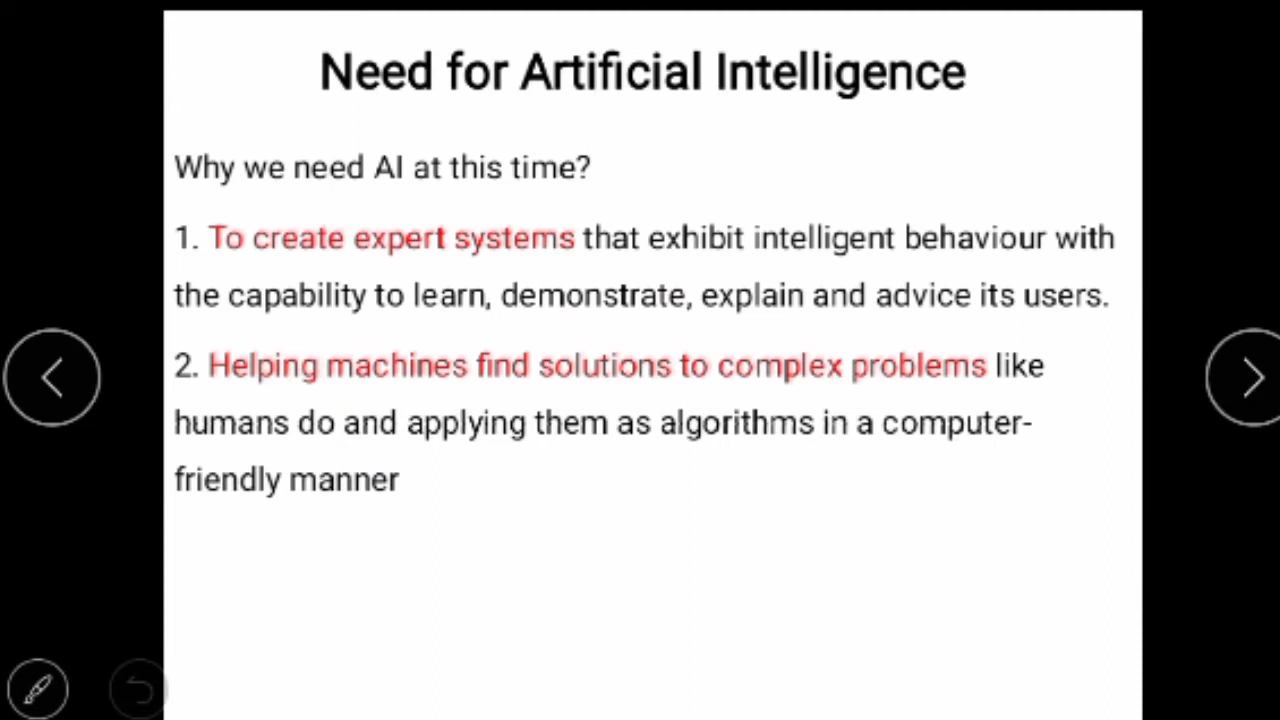 Need for Artificial Intelligence
Why we need AI at this time?
1. To create expert systems that exhibit intelligent behaviour with
the capability to learn, demonstrate, explain and advice its users.
2. Helping machines find solutions to complex problems like
humans do and applying them as algorithms in a computer-
friendly manner